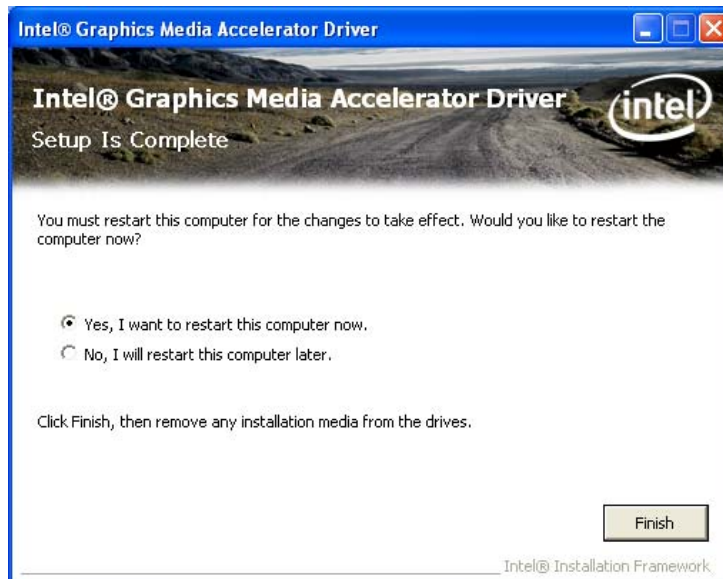 Intel® Graphics Media Accelerator Driver
Intel® Graphics Media Accelerator Driver
intel
Setup Is Complete
You must restart this computer for the changes to take effect. Would you like to restart the
computer now?
Yes, I want to restart this computer now.
No, I will restart this computer later.
Click Finish, then remove any installation media from the drives.
Finish
Intel® Installation Framework